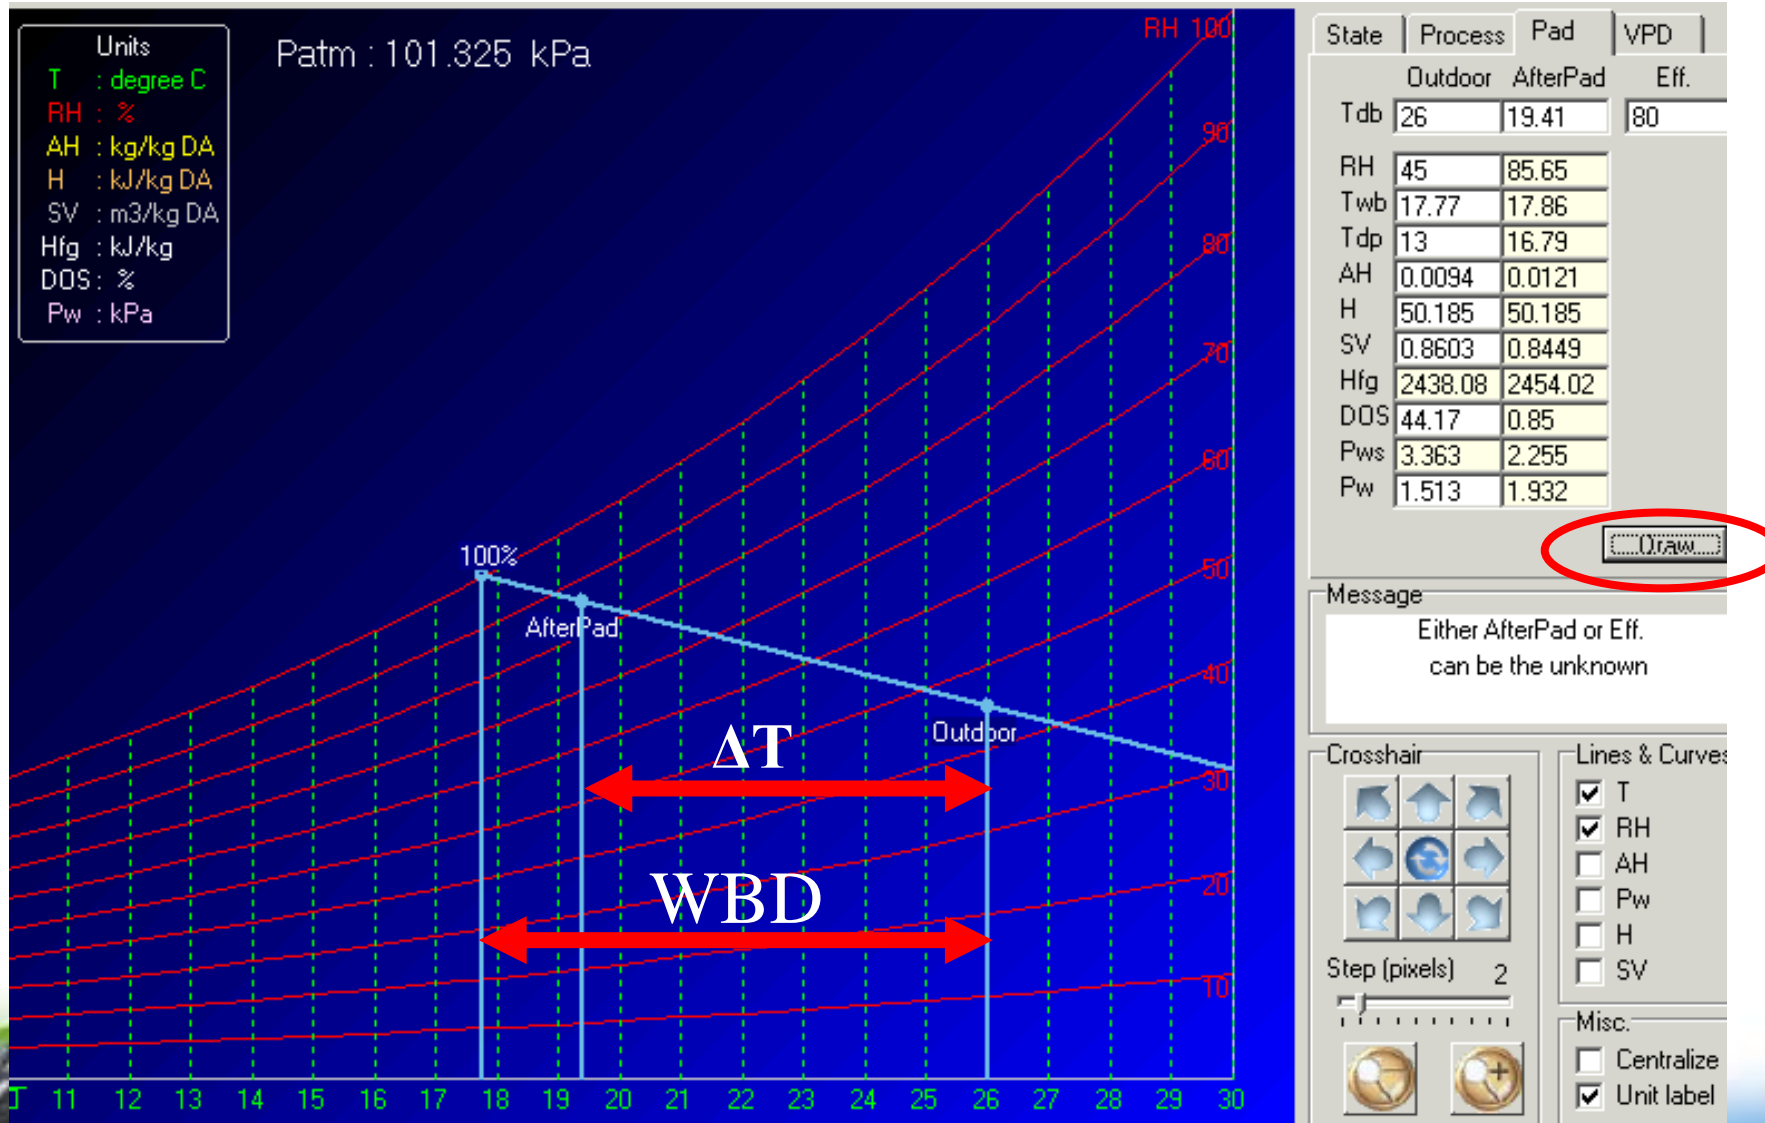 Units
T : degree C
RH : %
AH : kg/kg DA
H : kJ/kg DA
SV : m3/kg DA
Hfg : kJ/kg
DOS : %
Pw : kPa
Patm : 101.325 kPa
RH 100
90
80
70
60
50
40
30
20
10
100%
AfterPad
Outdoor
ΔT
WBD
T 11 12 13 14 15 16 17 18 19 20 21 22 23 24 25 26 27 28 29 30
State Process Pad VPD
Outdoor AfterPad Eff.
Tdb 26 19.41 80
RH 45 85.65
Twb 17.77 17.86
Tdp 13 16.79
AH 0.0094 0.0121
H 50.185 50.185
SV 0.8603 0.8449
Hfg 2438.08 2454.02
DOS 44.17 0.85
Pws 3.363 2.255
Pw 1.513 1.932
Draw
Message
Either AfterPad or Eff.
can be the unknown
Crosshair
Step (pixels) 2
Lines & Curves
T
RH
AH
Pw
H
SV
Misc.
Centralize
Unit label